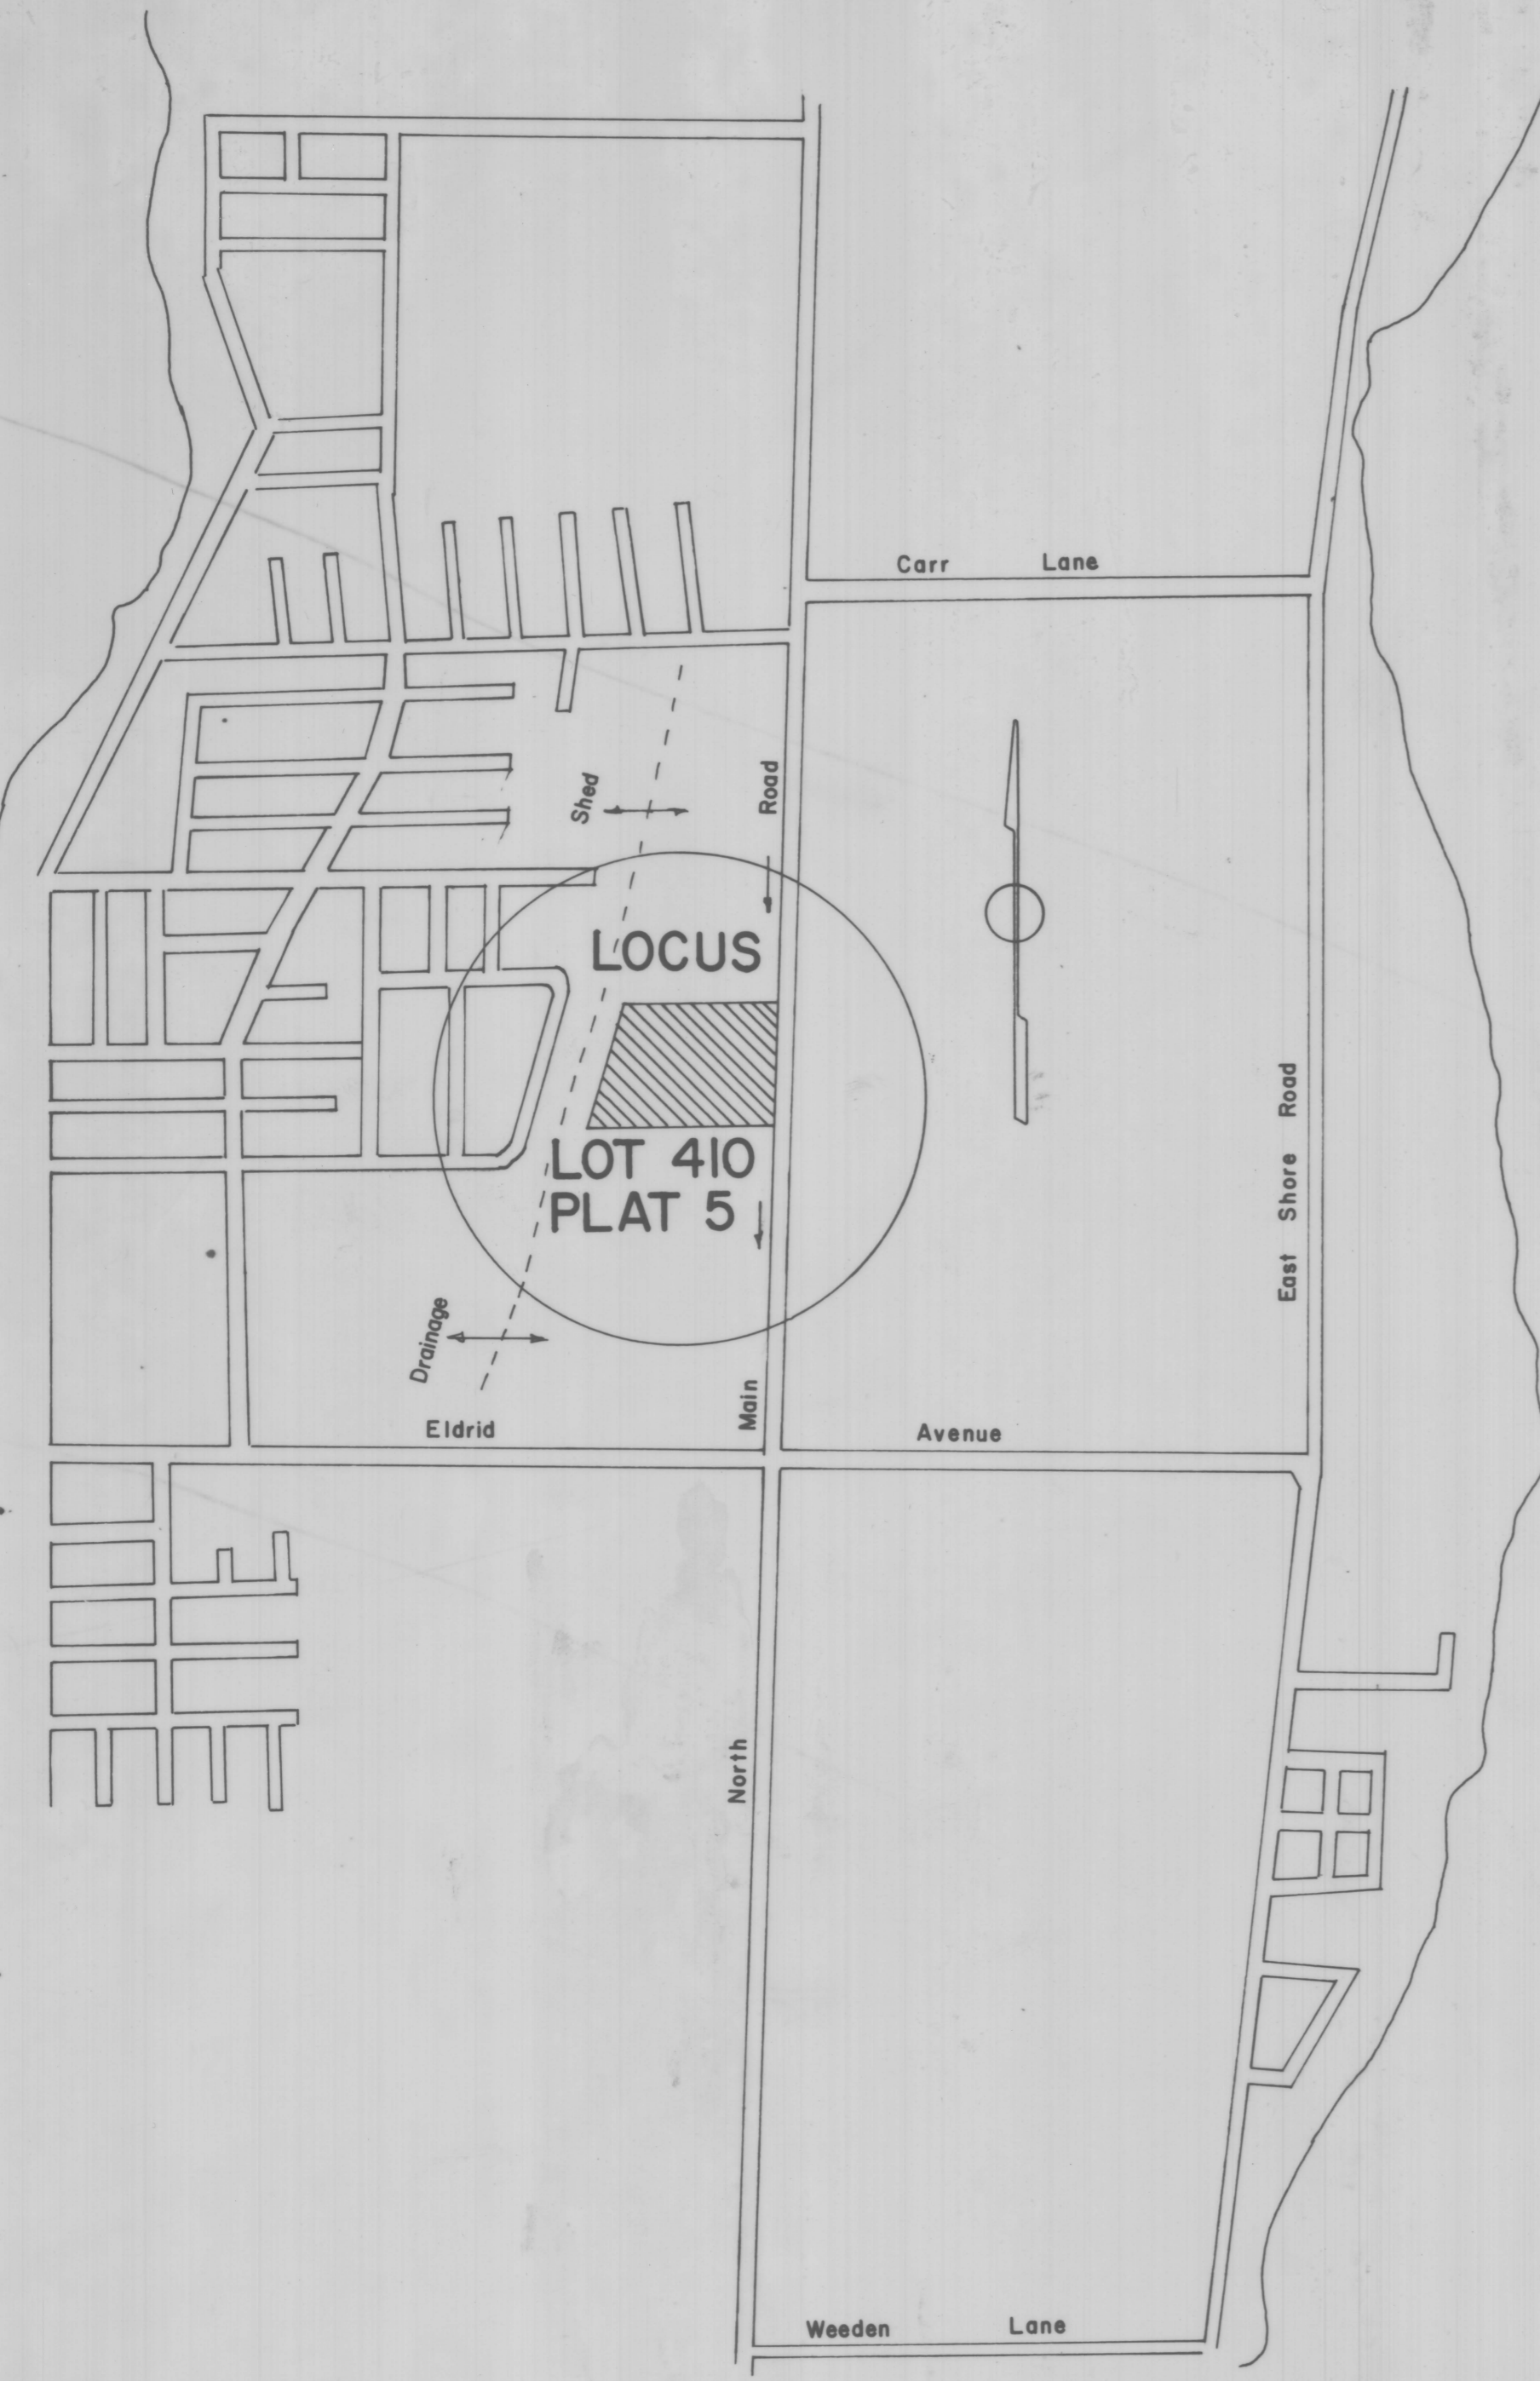 Carr Lane
Shed
Road
LOCUS
LOT 410
PLAT 5
East Shore Road
Drainage
Main
Eldrid Avenue
North
Weeden Lane